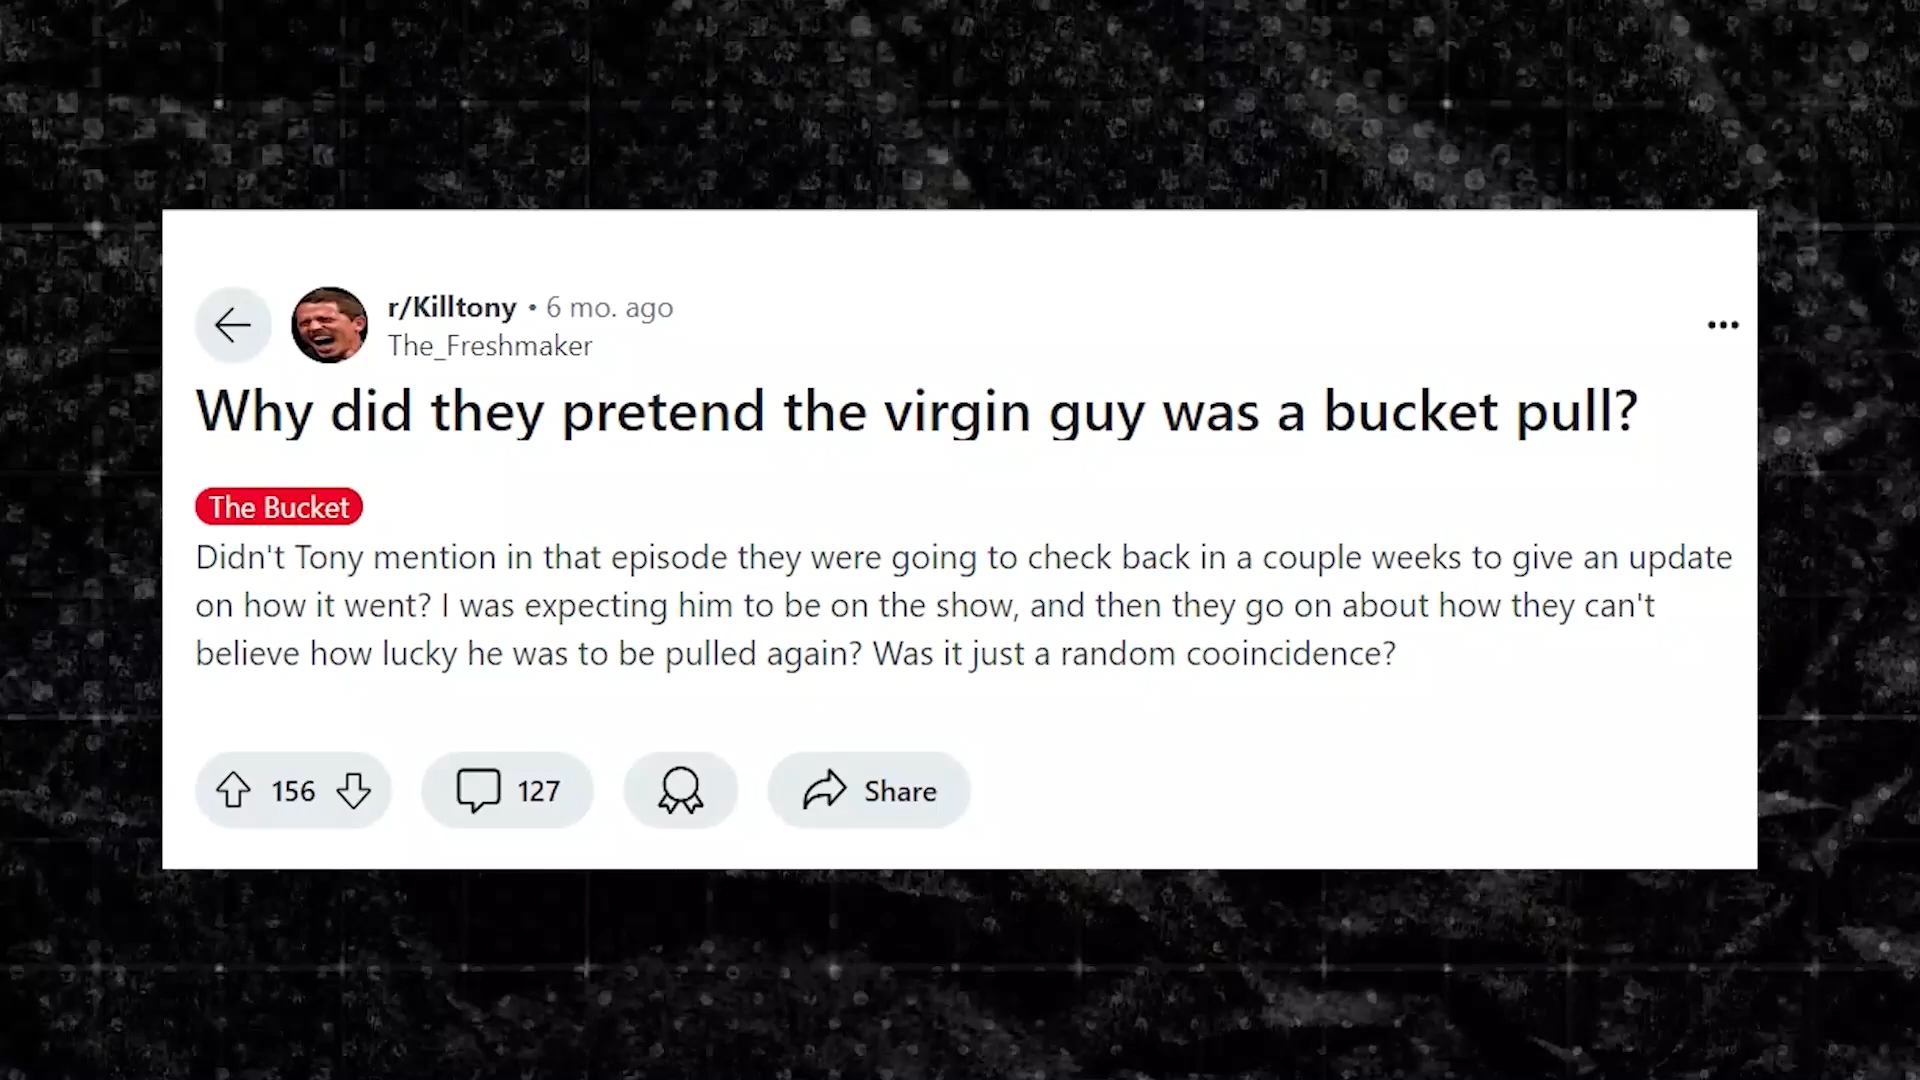 r/Killtony • 6 mo. ago
The_Freshmaker
Why did they pretend the virgin guy was a bucket pull?
The Bucket
Didn't Tony mention in that episode they were going to check back in a couple weeks to give an update
on how it went? I was expecting him to be on the show, and then they go on about how they can't
believe how lucky he was to be pulled again? Was it just a random cooincidence?
156 127 Share